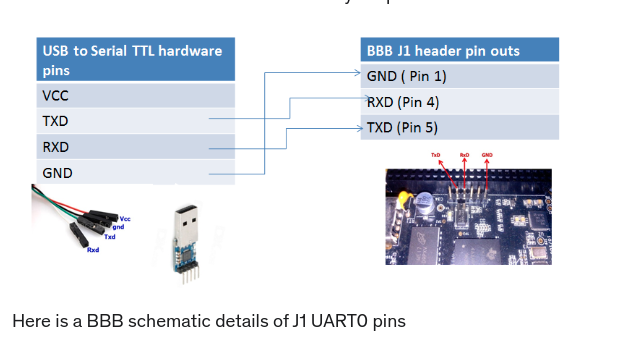 USB to Serial TTL hardware
pins
VCC
TXD
RXD
GND
BBB J1 header pin outs
GND ( Pin 1)
RXD (Pin 4)
TXD (Pin 5)
TxD RxD GND
Vcc
gnd
Txd
Rxd
Here is a BBB schematic details of J1 UART0 pins